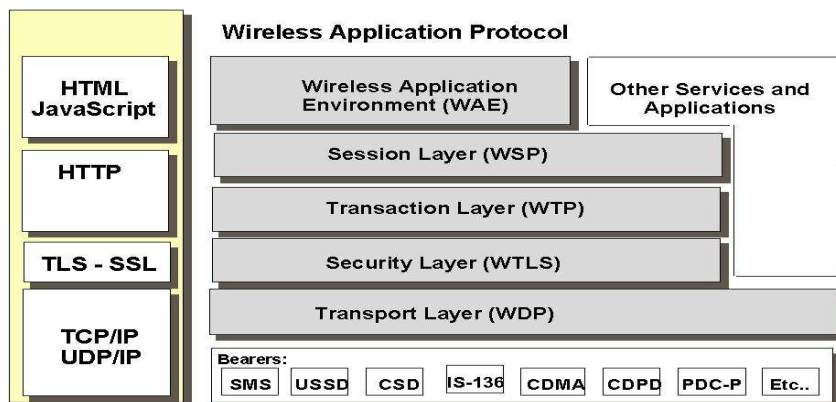 Wireless Application Protocol
HTML
JavaScript
HTTP
TLS - SSL
TCP/IP
UDP/IP
Wireless Application
Environment (WAE)
Other Services and
Applications
Session Layer (WSP)
Transaction Layer (WTP)
Security Layer (WTLS)
Transport Layer (WDP)
Bearers:
SMS
USSD
CSD
IS-136
CDMA
CDPD
PDC-P
Etc..